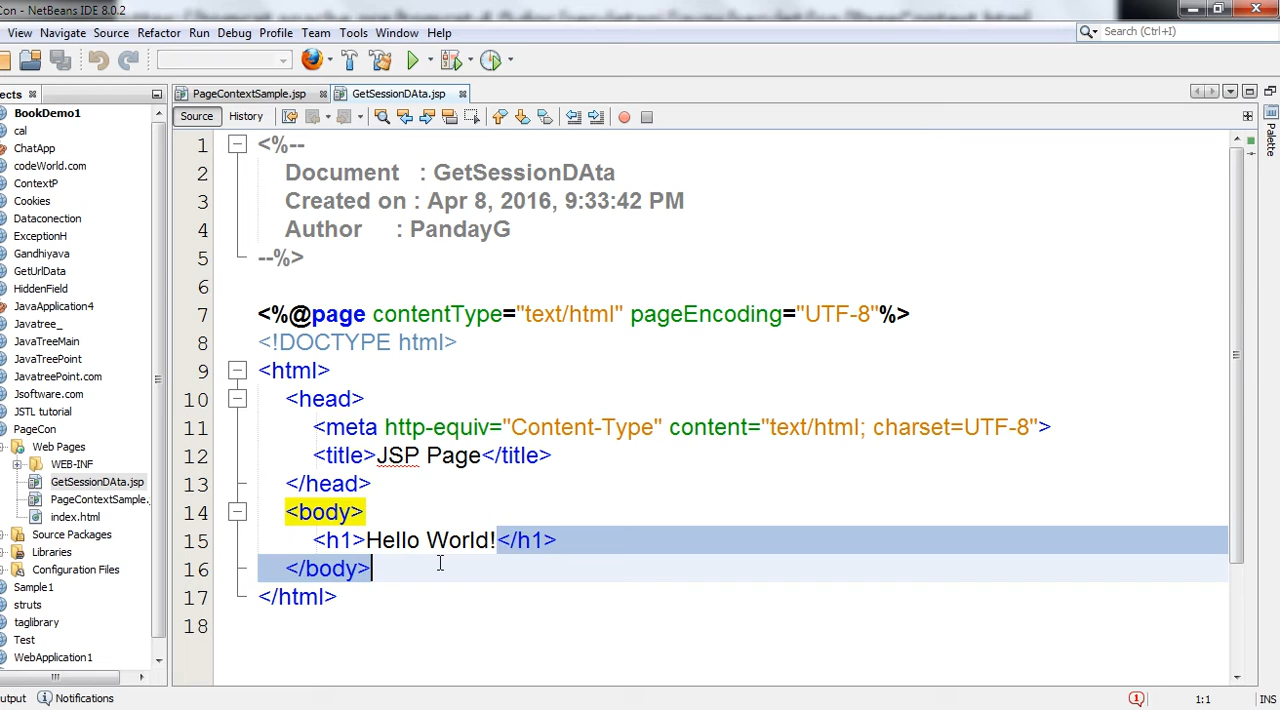 Con - NetBeans IDE 8.0.2
View Navigate Source Refactor Run Debug Profile Team Tools Window Help
Search (Ctrl+I)
ects PageContextSample.jsp GetSessionDAta.jsp
Source History
BookDemo1
cal
ChatApp
codeWorld.com
ContextP
Cookies
Dataconection
ExceptionH
Gandhiyava
GetUrlData
HiddenField
JavaApplication4
Javatree_
JavaTreeMain
JavaTreePoint
JavatreePoint.com
Jsoftware.com
JSTL tutorial
PageCon
Web Pages
WEB-INF
GetSessionDAta.jsp
PageContextSample.
index.html
Source Packages
Libraries
Configuration Files
Sample1
struts
taglibrary
Test
WebApplication1
1 <%--
2 Document : GetSessionDAta
3 Created on : Apr 8, 2016, 9:33:42 PM
4 Author : PandayG
5 --%>
6
7 <%@page contentType="text/html" pageEncoding="UTF-8"%>
8 <!DOCTYPE html>
9 <html>
10 <head>
11 <meta http-equiv="Content-Type" content="text/html; charset=UTF-8">
12 <title>JSP Page</title>
13 </head>
14 <body>
15 <h1>Hello World!</h1>
16 </body>
17 </html>
18
Palette
utput Notifications 1:1 INS